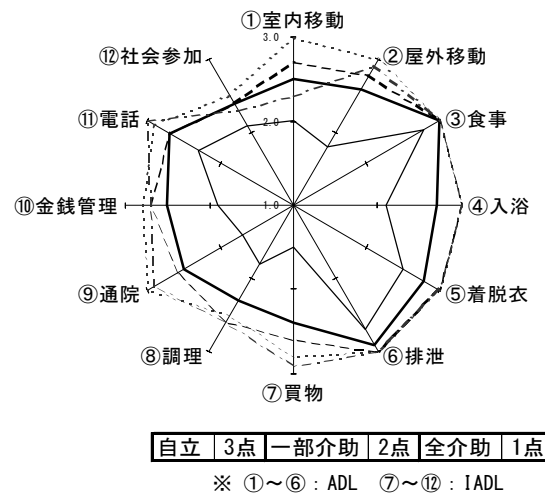 ①室内移動
3.0
⑫社会参加
②屋外移動
⑪電話
2.0
③食事
⑩金銭管理
1.0
④入浴
⑨通院
⑤着脱衣
⑧調理
⑥排泄
⑦買物
自立 3点 一部介助 2点 全介助 1点
※ ①～⑥：ADL ⑦～⑫：IADL